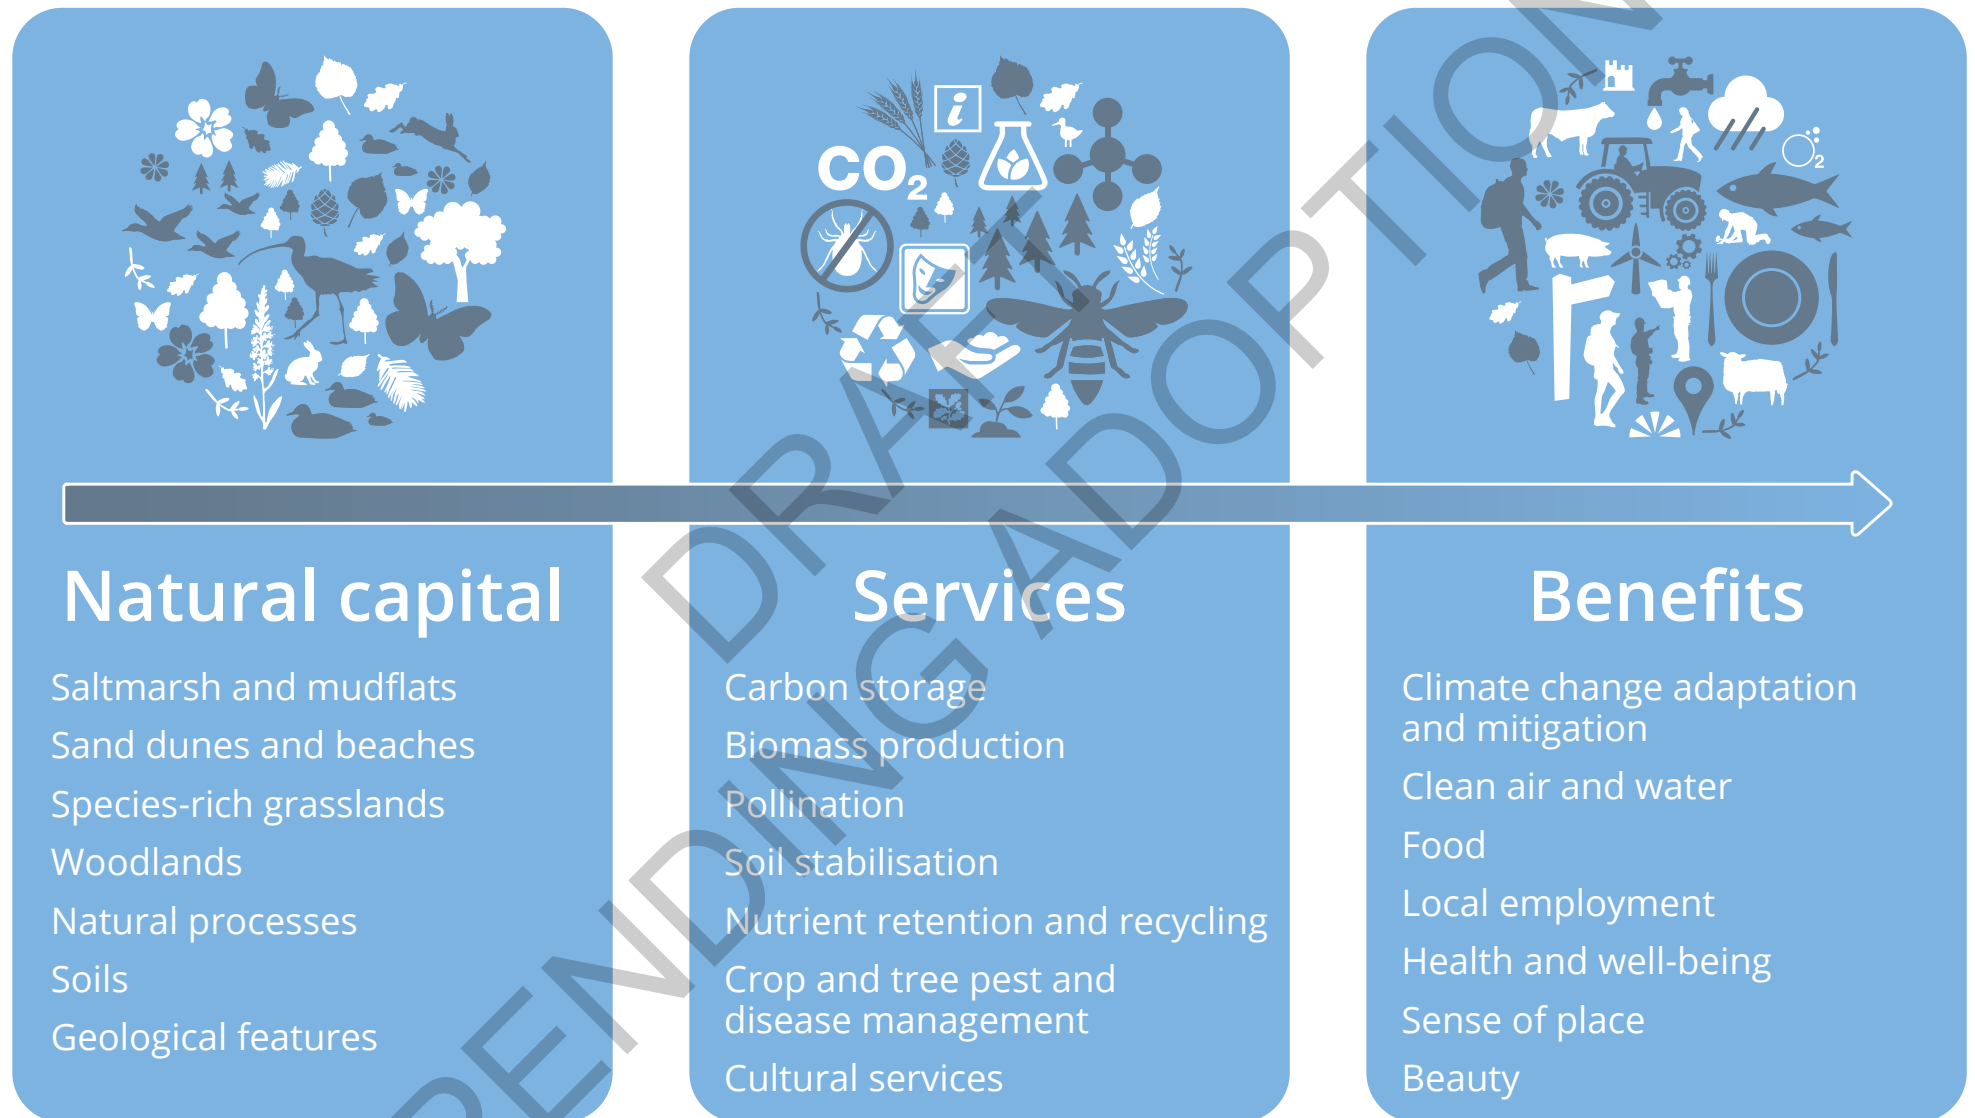 CO2
i
2
Natural capital
Saltmarsh and mudflats
Sand dunes and beaches
Species-rich grasslands
Woodlands
Natural processes
Soils
Geological features
Services
Carbon storage
Biomass production
Pollination
Soil stabilisation
Nutrient retention and recycling
Crop and tree pest and
disease management
Cultural services
Benefits
Climate change adaptation
and mitigation
Clean air and water
Food
Local employment
Health and well-being
Sense of place
Beauty
DRAFT
PENDING ADOPTION